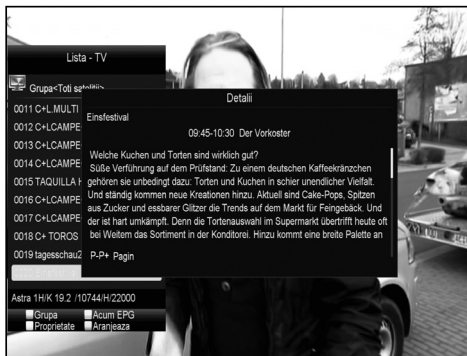 Lista - TV
Grupa<Toti satelitii>
Detalii
0011 C+L.MULTI
0012 C+LCAMPE
0013 C+LCAMPE
0014 C+LCAMPE
0015 TAQUILLA
0016 C+LCAMPE
0017 C+LCAMPE
0018 C+ TOROS
0019 tagesschau2
Einsfestival
09:45-10:30 Der Vorkoster
Welche Kuchen und Torten sind wirklich gut?
Süße Verführung auf dem Prüfstand: Zu einem deutschen Kaffeekränzchen
gehören sie unbedingt dazu: Torten und Kuchen in schier unendlicher Vielfalt.
Und ständig kommen neue Kreationen hinzu. Aktuell sind Cake-Pops, Spitzen
aus Zucker und essbarer Glitzer die Trends auf dem Markt für Feingebäck. Und
der ist hart umkämpft. Denn die Tortenauswahl im Supermarkt übertrifft heute oft
bei Weitem das Sortiment in der Konditorei. Hinzu kommt eine breite Palette an
P-P+ Pagin
Astra 1H/K 19.2 /10744/H/22000
Grupa Acum EPG
Proprietate Aranjeaza